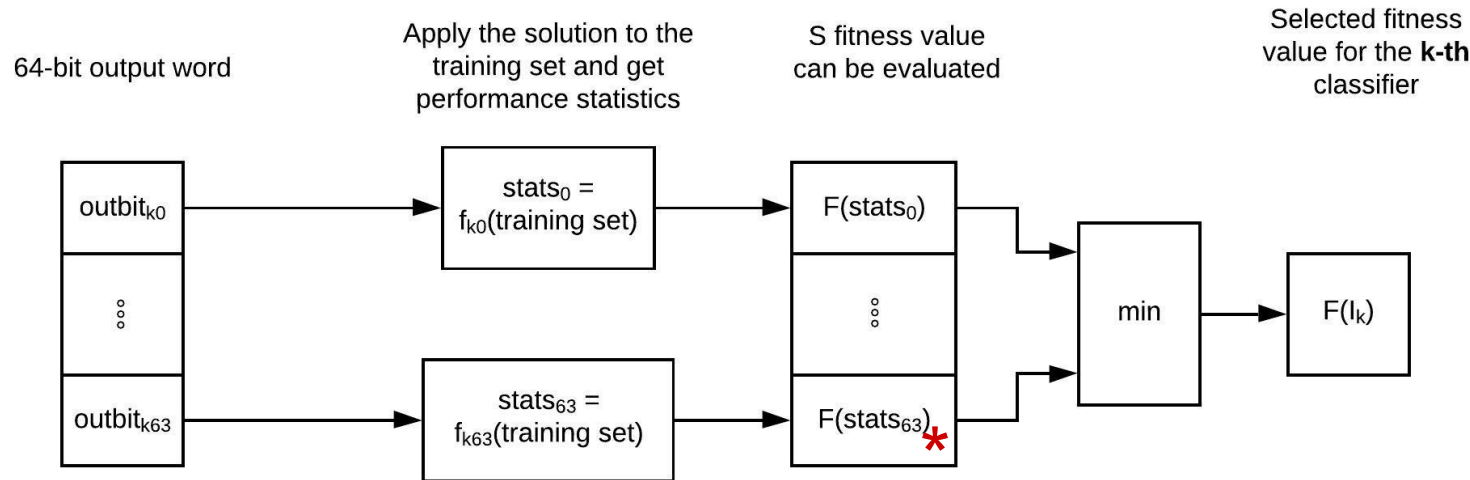 64-bit output word
Apply the solution to the
training set and get
performance statistics
S fitness value
can be evaluated
Selected fitness
value for the k-th
classifier
outbitk0
stats0 =
fk0(training set)
F(stats0)
min
F(Ik)
outbitk63
stats63 =
fk63(training set)
F(stats63)
*